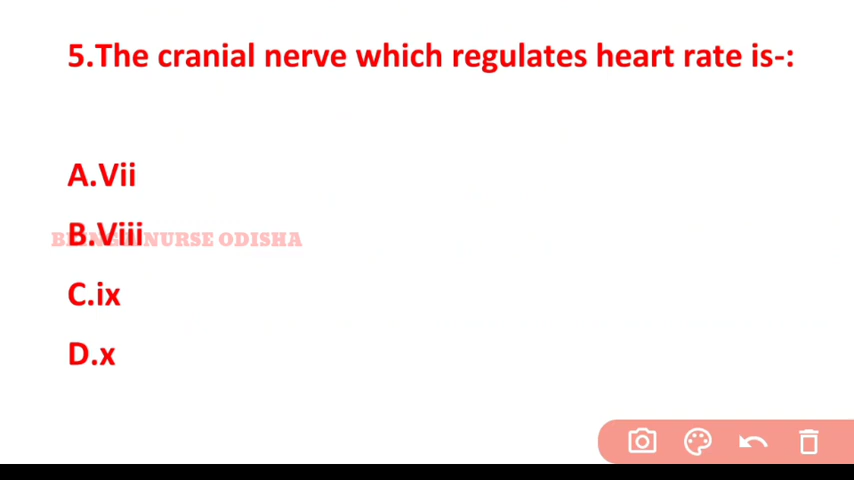 5.The cranial nerve which regulates heart rate is-:
A.Vii
B.Viii
NURSE ODISHA
C.ix
D.x